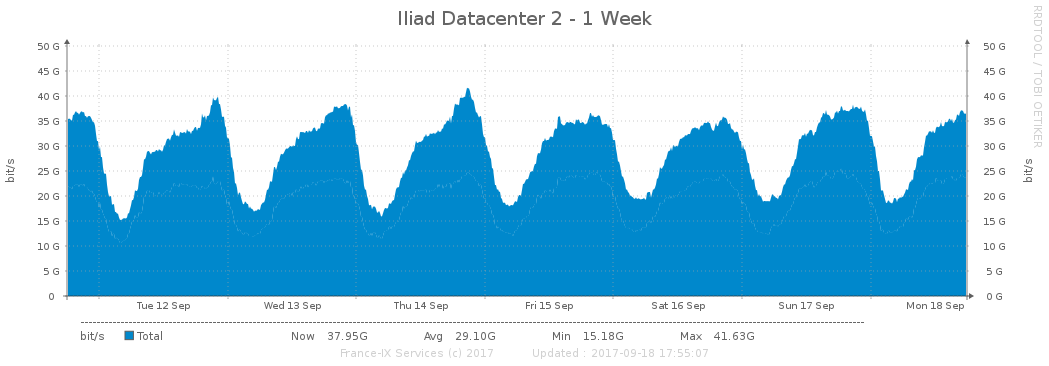 Iliad Datacenter 2 - 1 Week
RRDTOOL / TOBI OETIKER
50 G 50 G
45 G 45 G
40 G 40 G
35 G 35 G
30 G 30 G
25 G 25 G
20 G 20 G
15 G 15 G
10 G 10 G
5 G 5 G
0 0 G
bit/s bit/s
Tue 12 Sep Wed 13 Sep Thu 14 Sep Fri 15 Sep Sat 16 Sep Sun 17 Sep Mon 18 Sep
bit/s Total Now 37.95G Avg 29.10G Min 15.18G Max 41.63G
France-IX Services (c) 2017 Updated : 2017-09-18 17:55:07